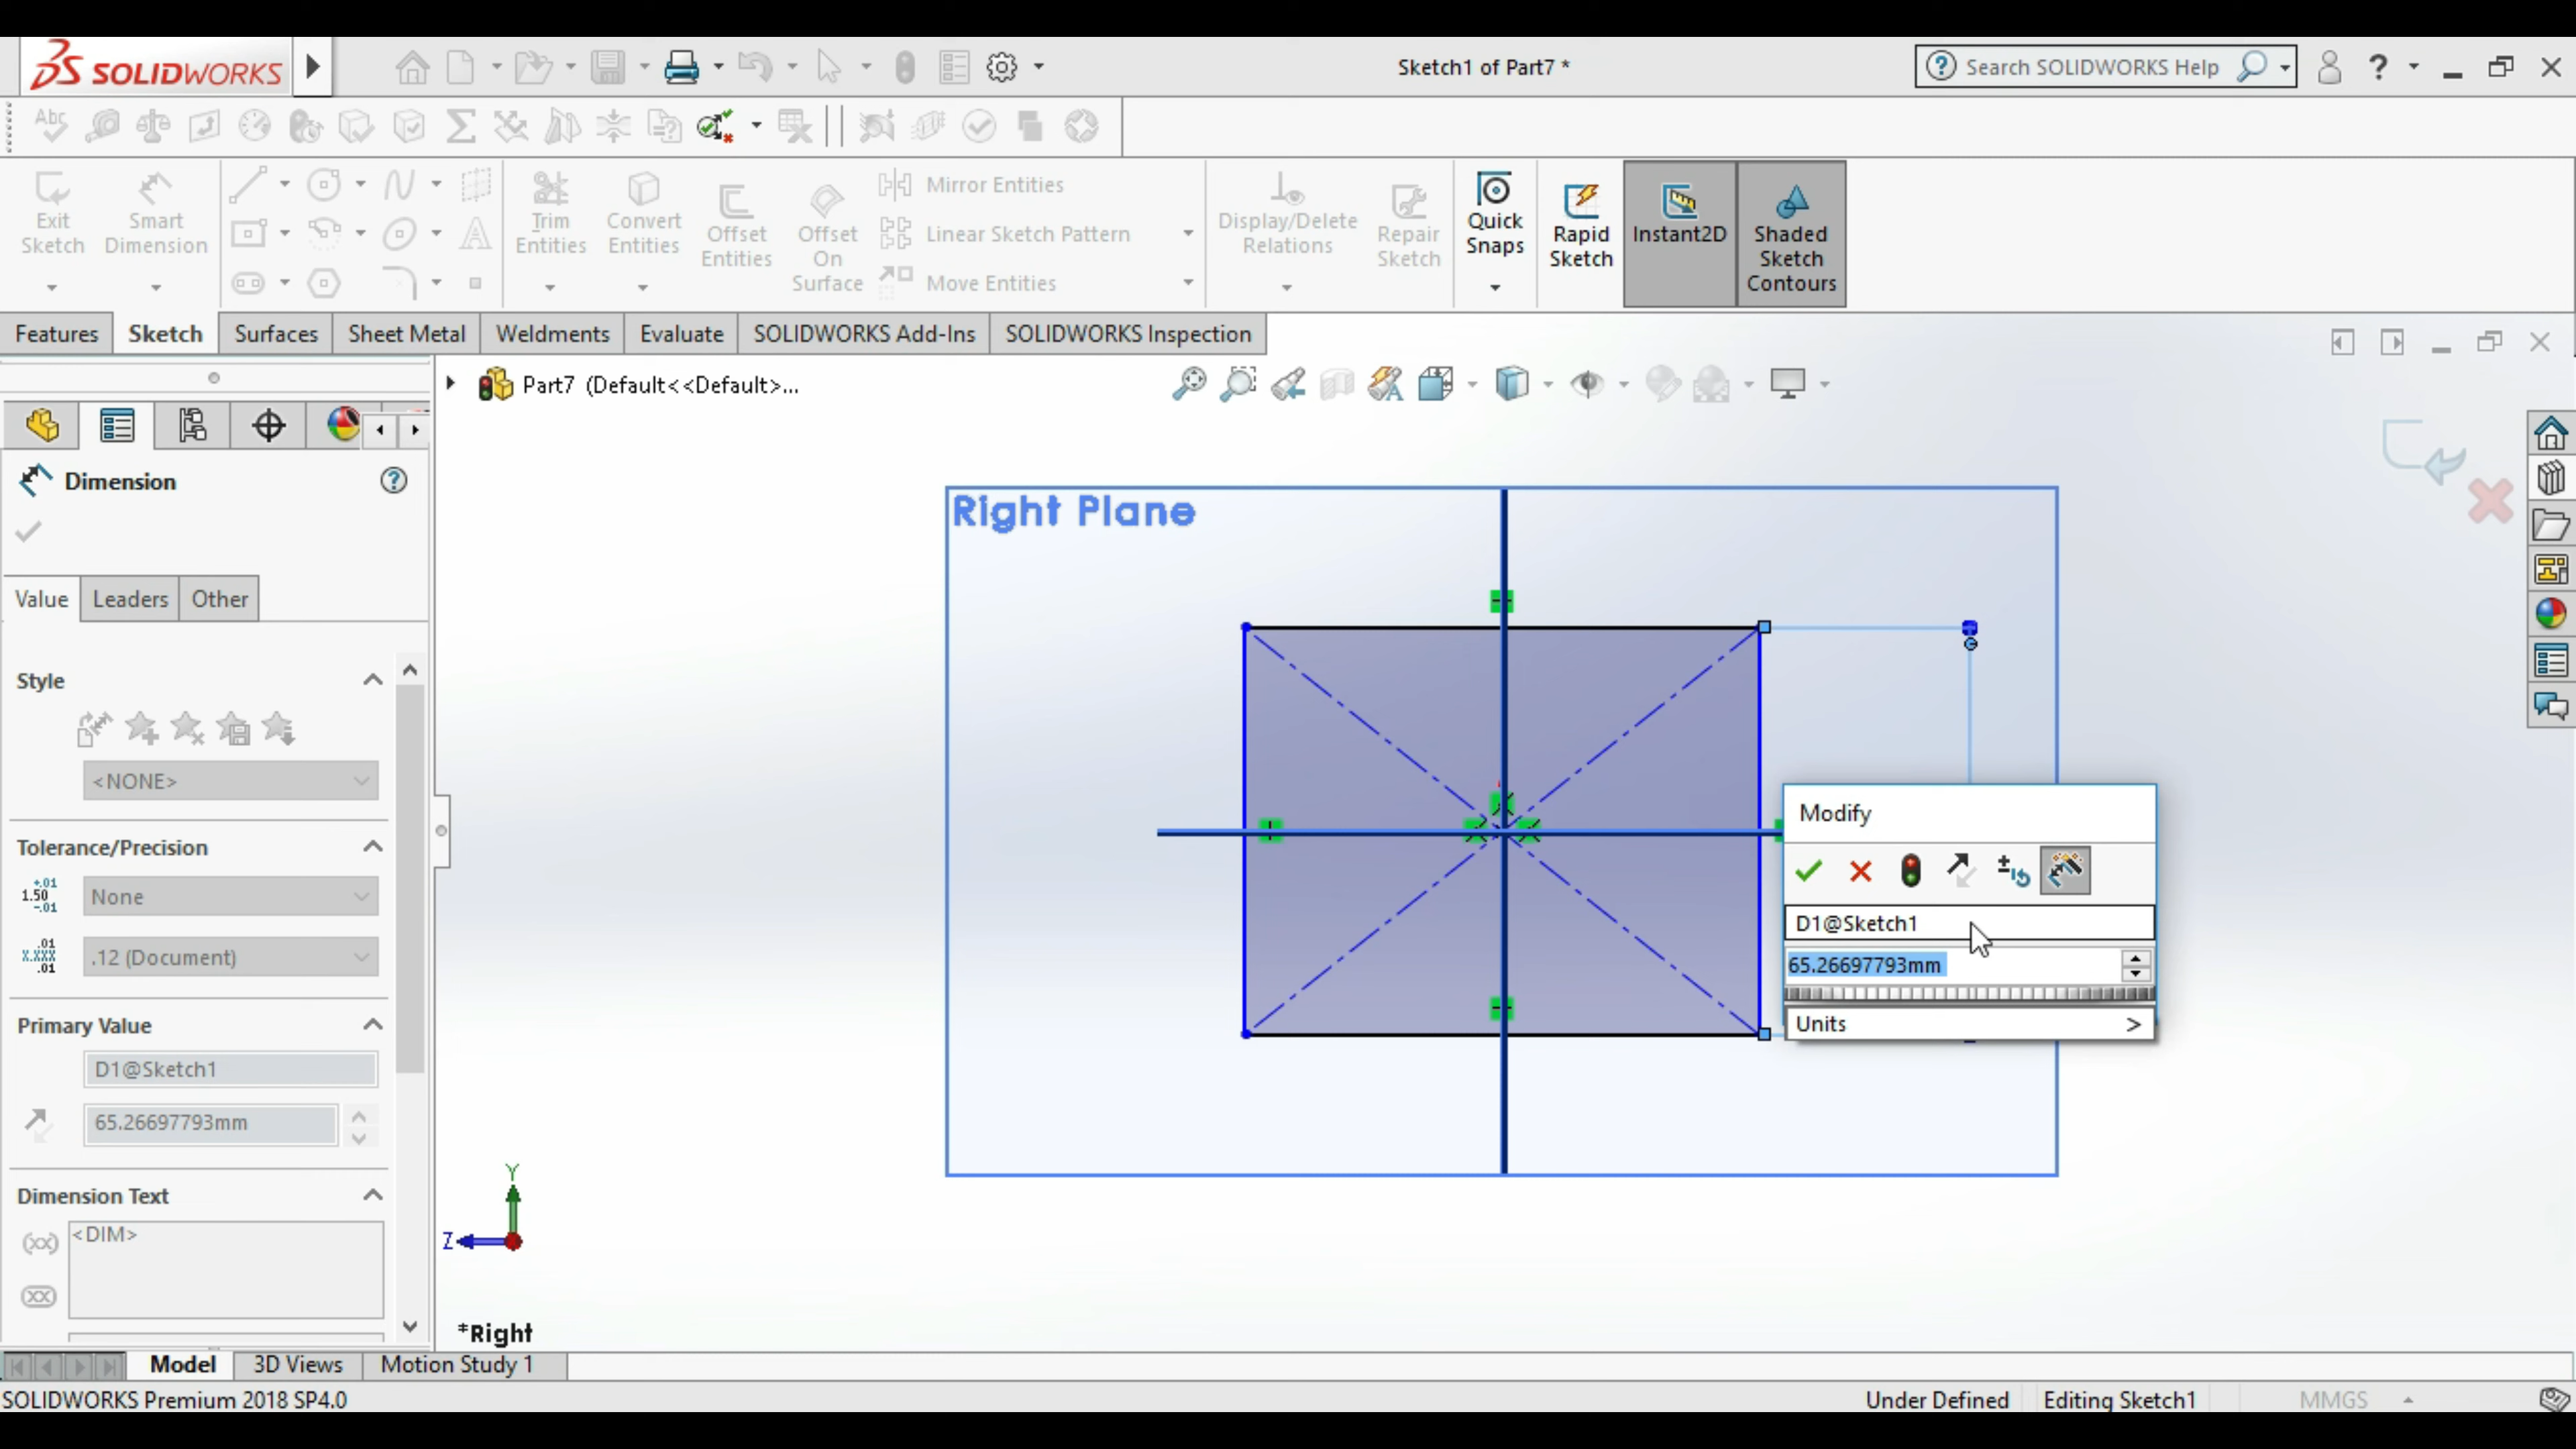 SOLIDWORKS
Sketch1 of Part7 *
Search SOLIDWORKS Help
Exit Sketch
Smart Dimension
Trim Entities
Convert Entities
Offset Entities
Offset On Surface
Mirror Entities
Linear Sketch Pattern
Move Entities
Display/Delete Relations
Repair Sketch
Quick Snaps
Rapid Sketch
Instant2D
Shaded Sketch Contours
Features
Sketch
Surfaces
Sheet Metal
Weldments
Evaluate
SOLIDWORKS Add-Ins
SOLIDWORKS Inspection
Part7 (Default<<Default>...
Dimension
Value
Leaders
Other
Style
<NONE>
Tolerance/Precision
None
.12 (Document)
Primary Value
D1@Sketch1
65.26697793mm
Dimension Text
<DIM>
Right Plane
Modify
D1@Sketch1
65.26697793mm
Units >
Y
Z
*Right
Model
3D Views
Motion Study 1
SOLIDWORKS Premium 2018 SP4.0
Under Defined
Editing Sketch1
MMGS